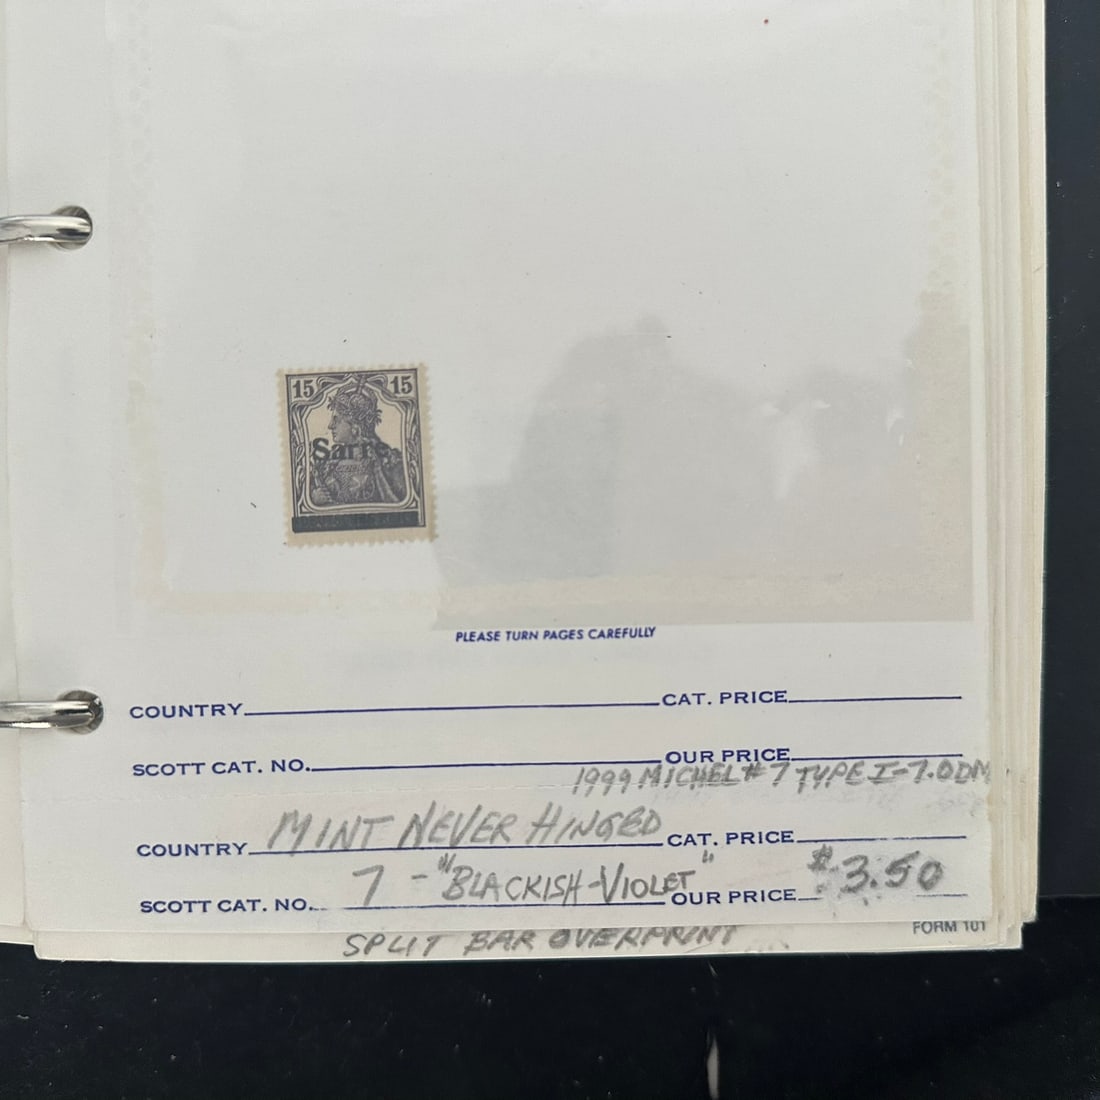 15 15
Sarre
PLEASE TURN PAGES CAREFULLY
COUNTRY CAT. PRICE
SCOTT CAT. NO. OUR PRICE
1999 MICHEL # 7 TYPE I - 7.0DM
COUNTRY MINT NEVER HINGED CAT. PRICE
SCOTT CAT. NO. 7 - "BLACKISH-VIOLET" OUR PRICE $3.50
FORM 101
SPLIT BAR OVERPRINT